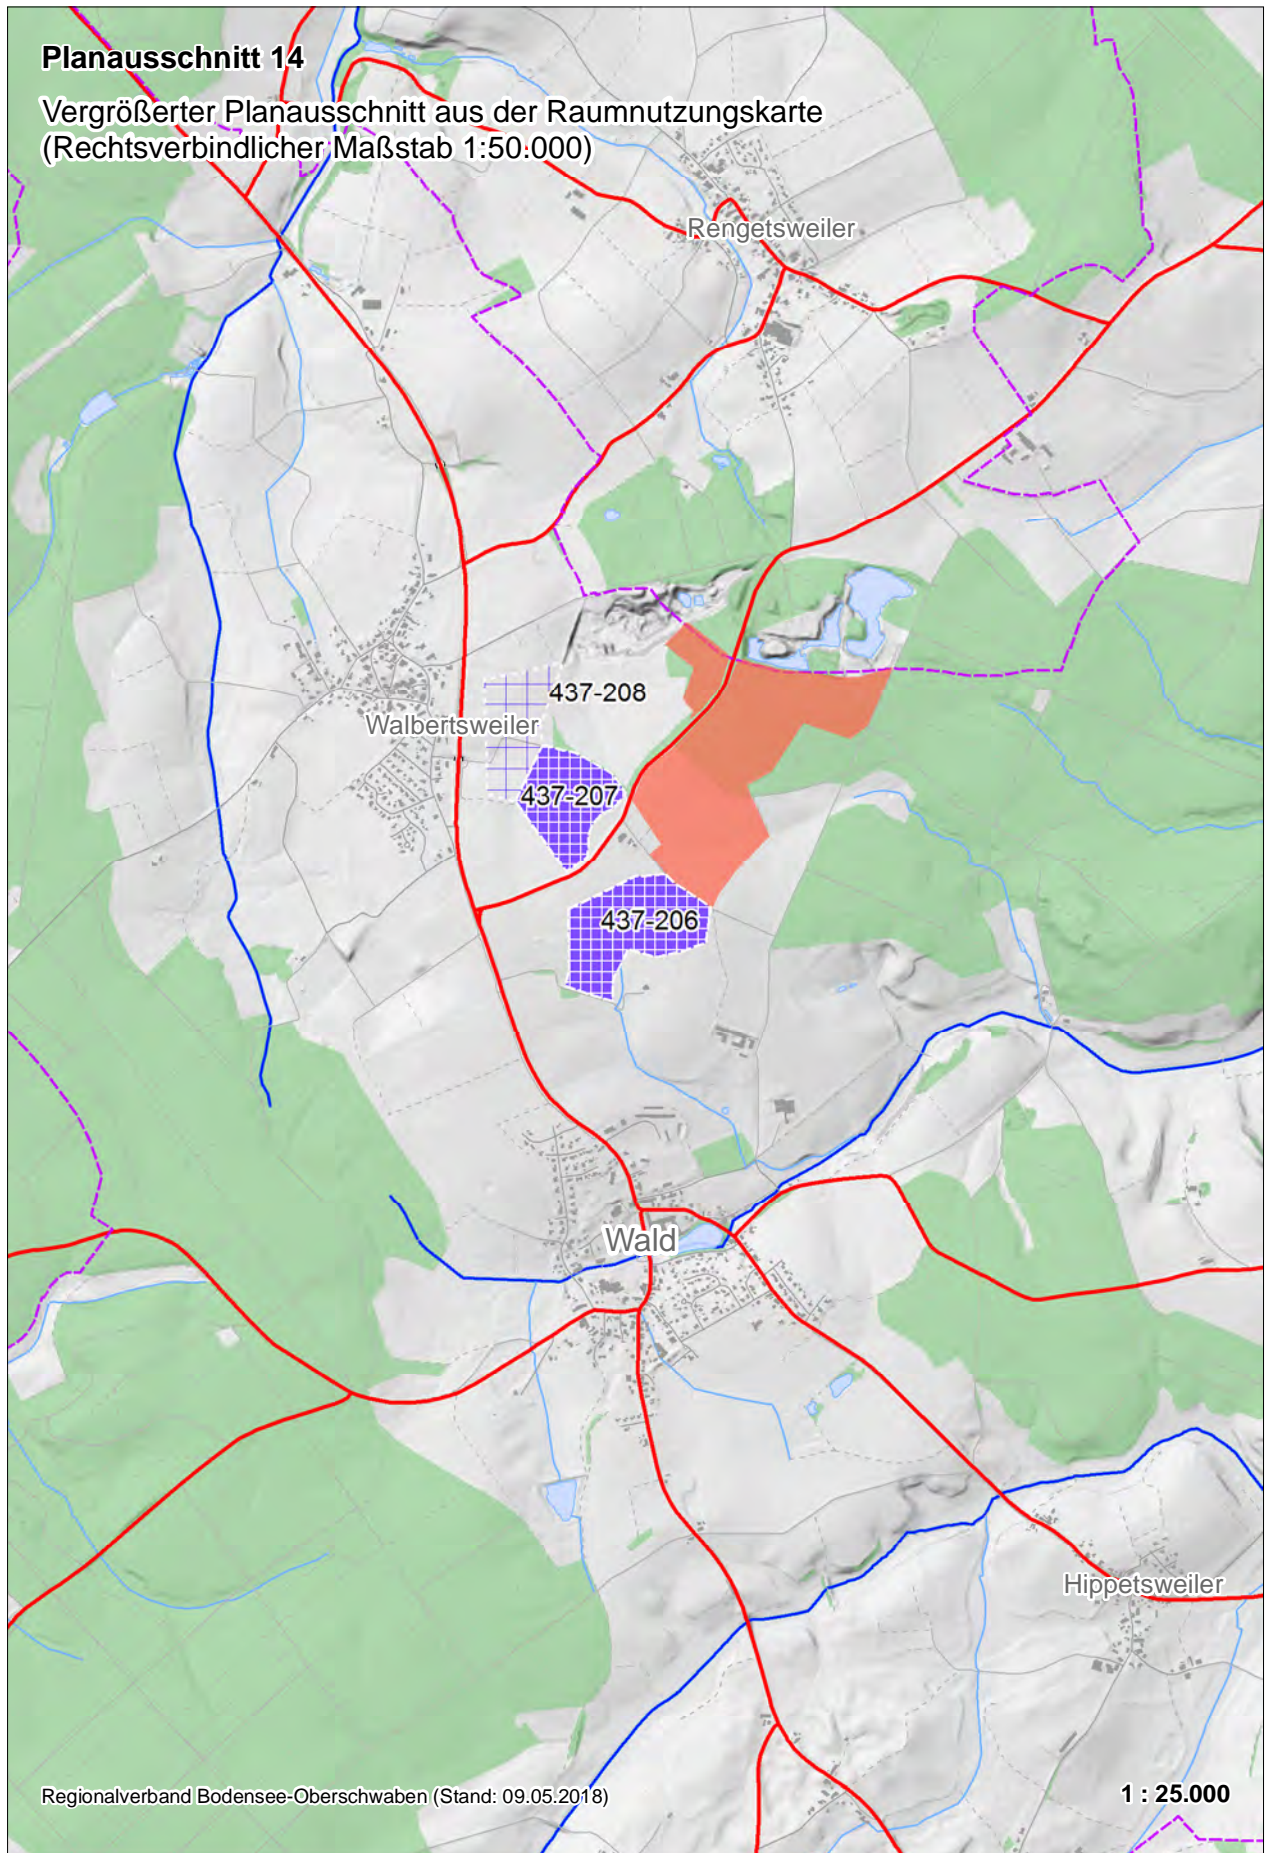 Planausschnitt 14
Vergrößerter Planausschnitt aus der Raumnutzungskarte
(Rechtsverbindlicher Maßstab 1:50.000)
Rengetsweiler
437-208
Walbertsweiler
437-207
437-206
Wald
Hippetsweiler
Regionalverband Bodensee-Oberschwaben (Stand: 09.05.2018)
1 : 25.000